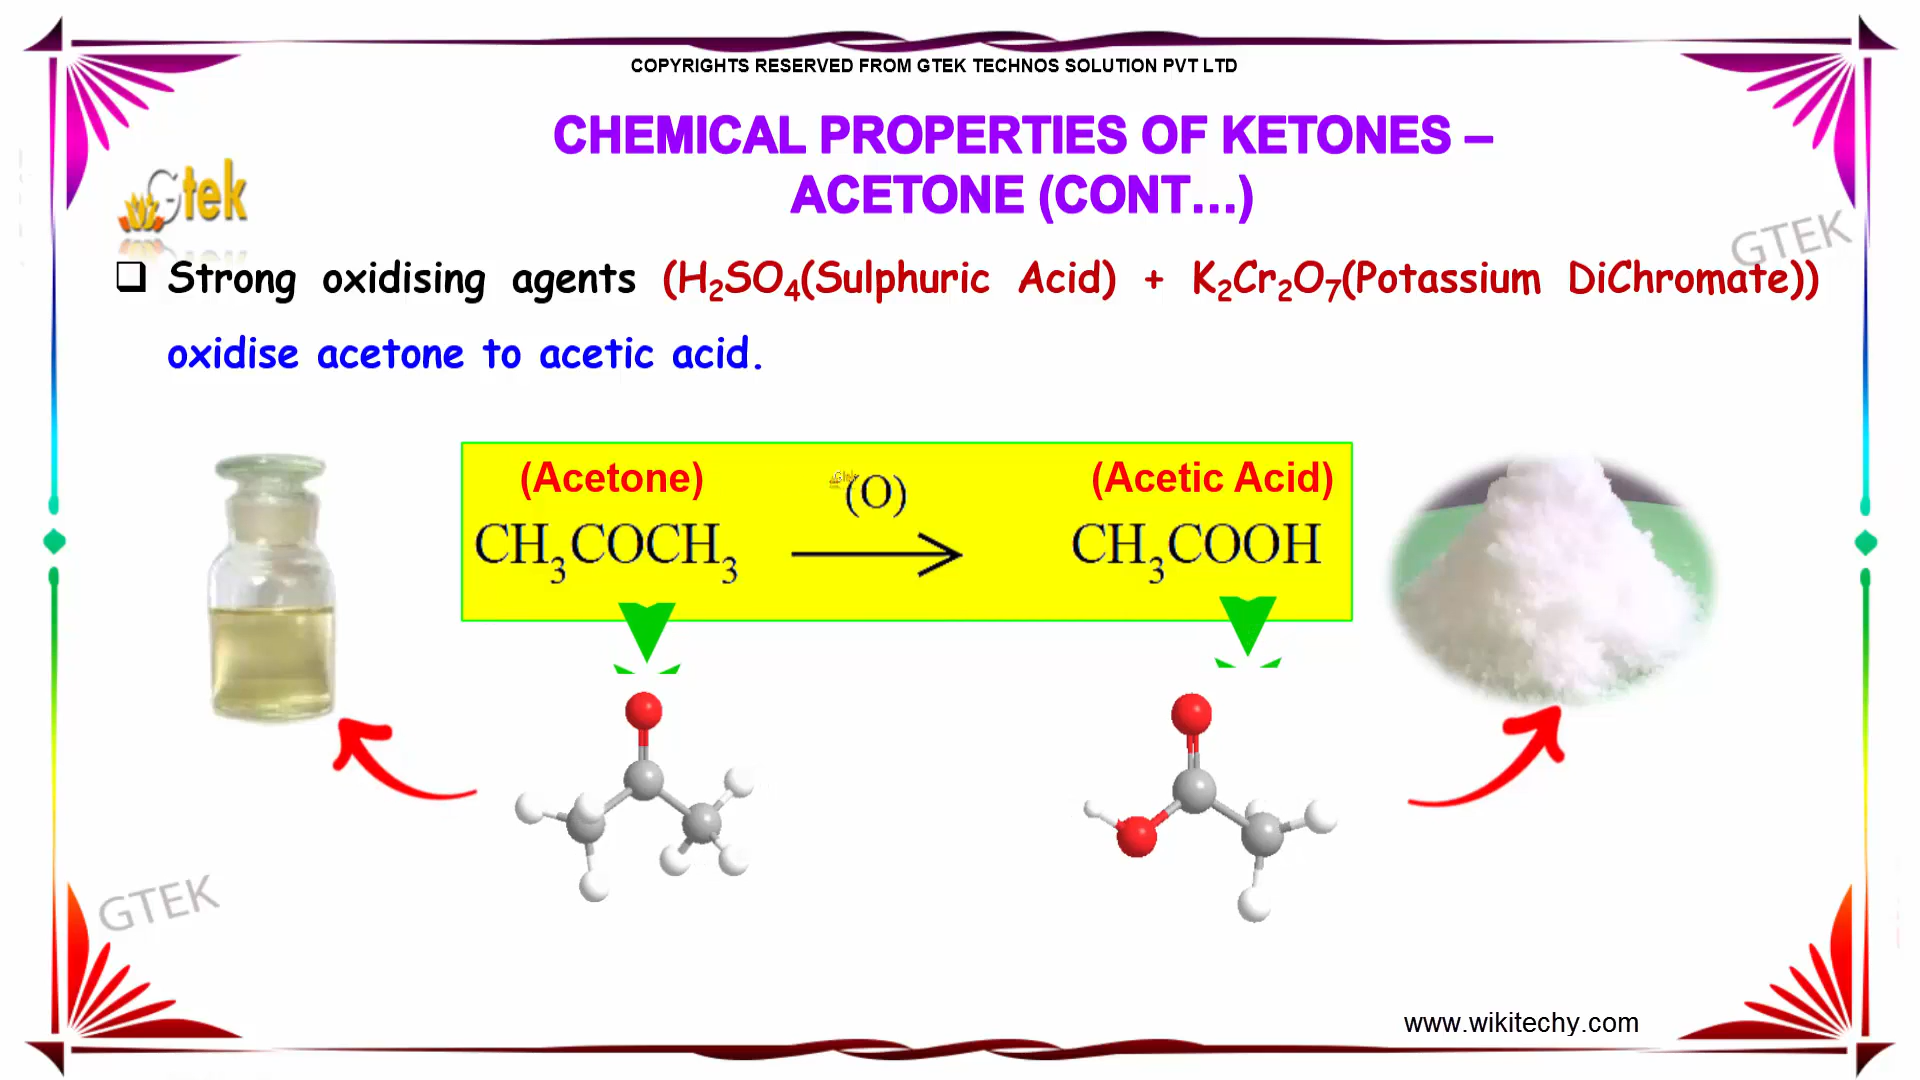 COPYRIGHTS RESERVED FROM GTEK TECHNOS SOLUTION PVT LTD
CHEMICAL PROPERTIES OF KETONES –
ACETONE (CONT...)
Gtek
GTEK
❑ Strong oxidising agents (H₂SO₄(Sulphuric Acid) + K₂Cr₂O₇(Potassium DiChromate))
oxidise acetone to acetic acid.
(Acetone) Gtek (O) (Acetic Acid)
CH₃COCH₃ → CH₃COOH
GTEK
www.wikitechy.com